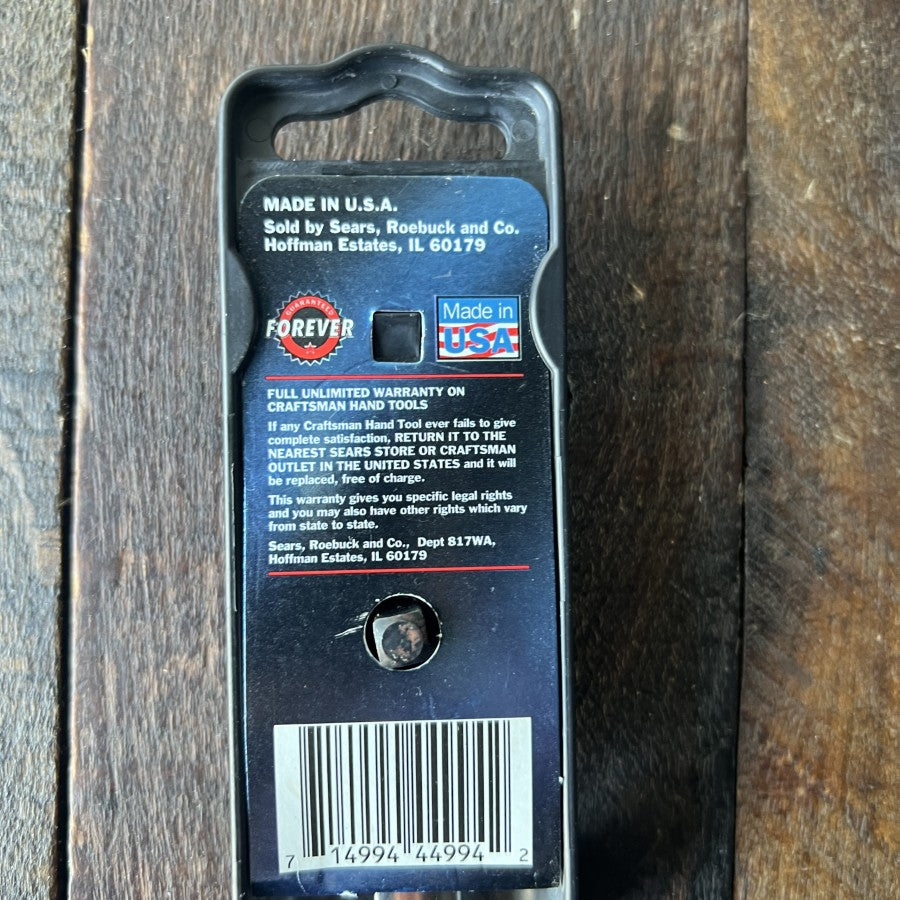 MADE IN U.S.A.
Sold by Sears, Roebuck and Co.
Hoffman Estates, IL 60179
GUARANTEED
FOREVER
Made in
USA
FULL UNLIMITED WARRANTY ON
CRAFTSMAN HAND TOOLS
If any Craftsman Hand Tool ever fails to give
complete satisfaction, RETURN IT TO THE
NEAREST SEARS STORE OR CRAFTSMAN
OUTLET IN THE UNITED STATES and it will
be replaced, free of charge.
This warranty gives you specific legal rights
and you may also have other rights which vary
from state to state.
Sears, Roebuck and Co., Dept 817WA,
Hoffman Estates, IL 60179
7 14994 44994 2